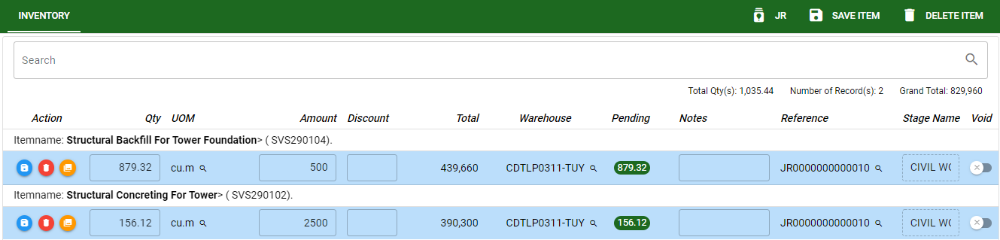 INVENTORY JR SAVE ITEM DELETE ITEM
Search
Total Qty(s): 1,035.44 Number of Record(s): 2 Grand Total: 829,960
Action Qty UOM Amount Discount Total Warehouse Pending Notes Reference Stage Name Void
Itemname: Structural Backfill For Tower Foundation> ( SVS290104).
879.32 cu.m 500 439,660 CDTLP0311-TUY 879.32 JR0000000000010 CIVIL WO
Itemname: Structural Concreting For Tower> ( SVS290102).
156.12 cu.m 2500 390,300 CDTLP0311-TUY 156.12 JR0000000000010 CIVIL WO